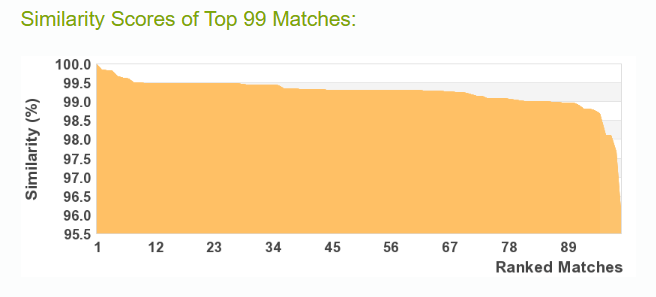 Similarity Scores of Top 99 Matches:
100.0
99.5
99.0
98.5
98.0
97.5
97.0
96.5
96.0
95.5
Similarity (%)
1 12 23 34 45 56 67 78 89
Ranked Matches